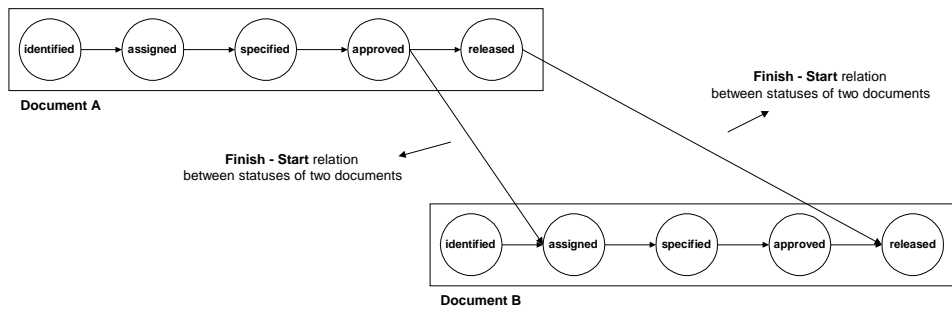 identified
assigned
specified
approved
released
Document A
Finish - Start relation
between statuses of two documents
Finish - Start relation
between statuses of two documents
identified
assigned
specified
approved
released
Document B